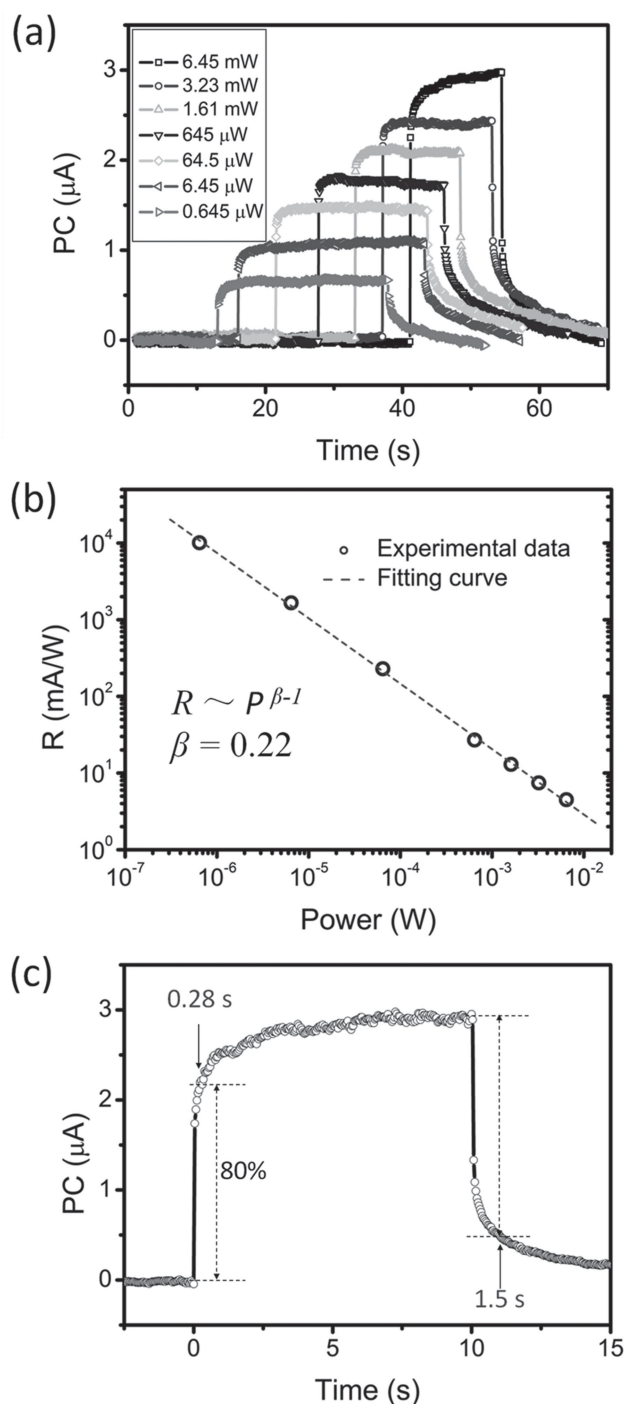 (a)
6.45 mW
3.23 mW
1.61 mW
645 μW
64.5 μW
6.45 μW
0.645 μW
PC (μA)
3
2
1
0
0
20
40
60
Time (s)
(b)
Experimental data
Fitting curve
R ~ P^{β-1}
β = 0.22
R (mA/W)
10⁴
10³
10²
10¹
10⁰
10⁻⁷
10⁻⁶
10⁻⁵
10⁻⁴
10⁻³
10⁻²
Power (W)
(c)
0.28 s
80%
1.5 s
PC (μA)
3
2
1
0
0
5
10
15
Time (s)